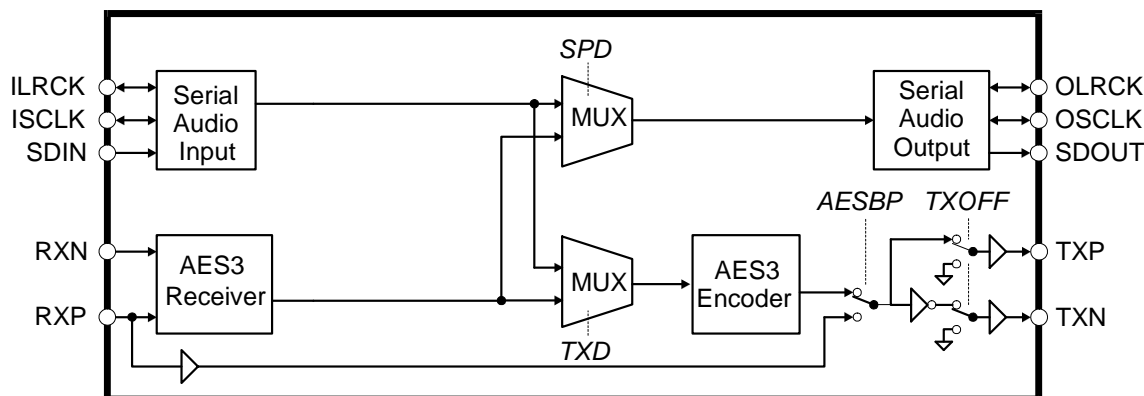 SPD
ILRCK
ISCLK
SDIN
Serial
Audio
Input
MUX
Serial
Audio
Output
OLRCK
OSCLK
SDOUT
AESBP
TXOFF
RXN
RXP
AES3
Receiver
MUX
AES3
Encoder
TXP
TXN
TXD